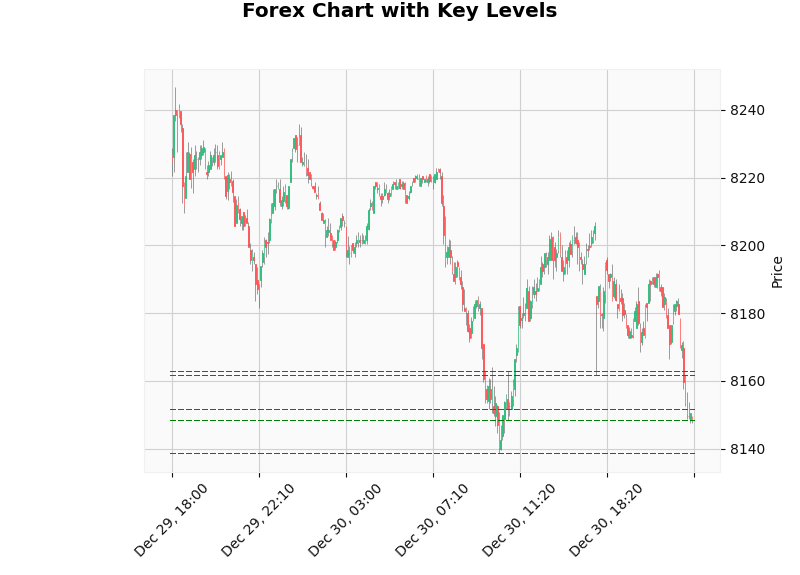 Forex Chart with Key Levels
8240
8220
8200
8180
8160
8140
Price
Dec 29, 18:00
Dec 29, 22:10
Dec 30, 03:00
Dec 30, 07:10
Dec 30, 11:20
Dec 30, 18:20